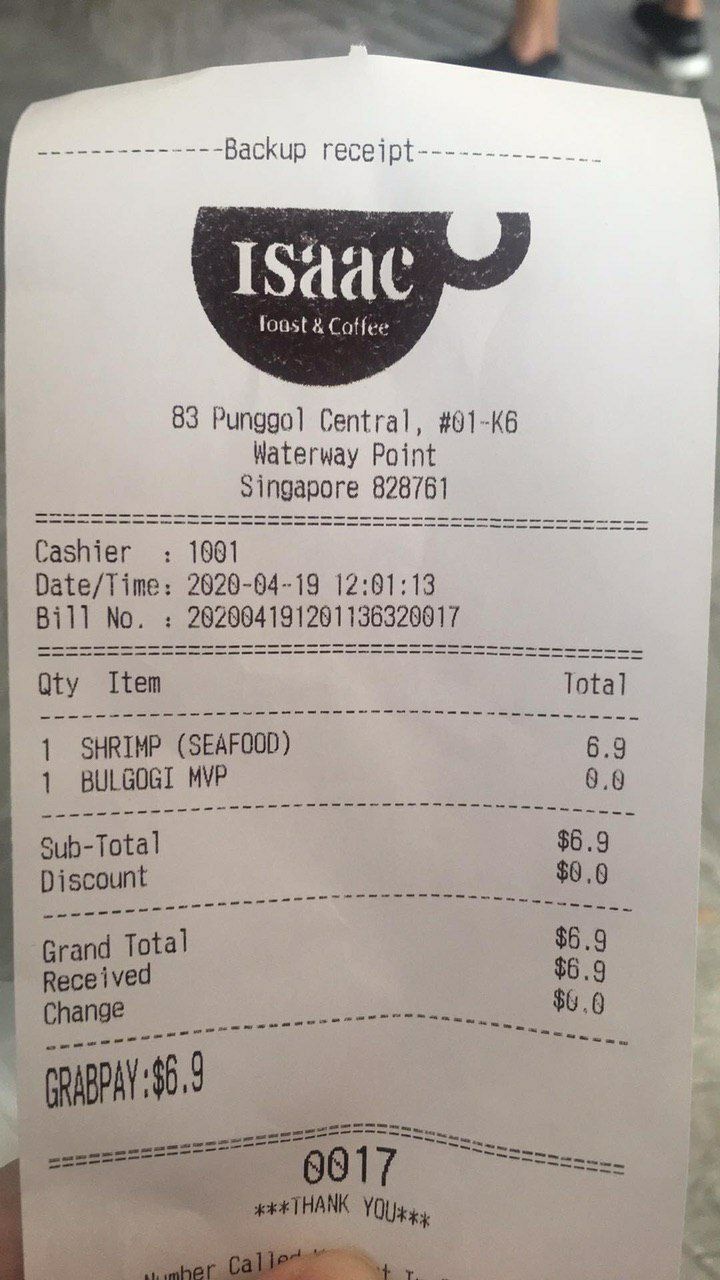 -------------Backup receipt-------------
Isaac
Toast & Coffee
83 Punggol Central, #01-K6
Waterway Point
Singapore 828761
================================================
Cashier : 1001
Date/Time: 2020-04-19 12:01:13
Bill No. : 202004191201136320017
================================================
Qty Item Total
------------------------------------------------
1 SHRIMP (SEAFOOD) 6.9
1 BULGOGI MVP 0.0
------------------------------------------------
Sub-Total $6.9
Discount $0.0
------------------------------------------------
Grand Total $6.9
Received $6.9
Change $0.0
------------------------------------------------
GRABPAY:$6.9
================================================
0017
***THANK YOU***
Number Called